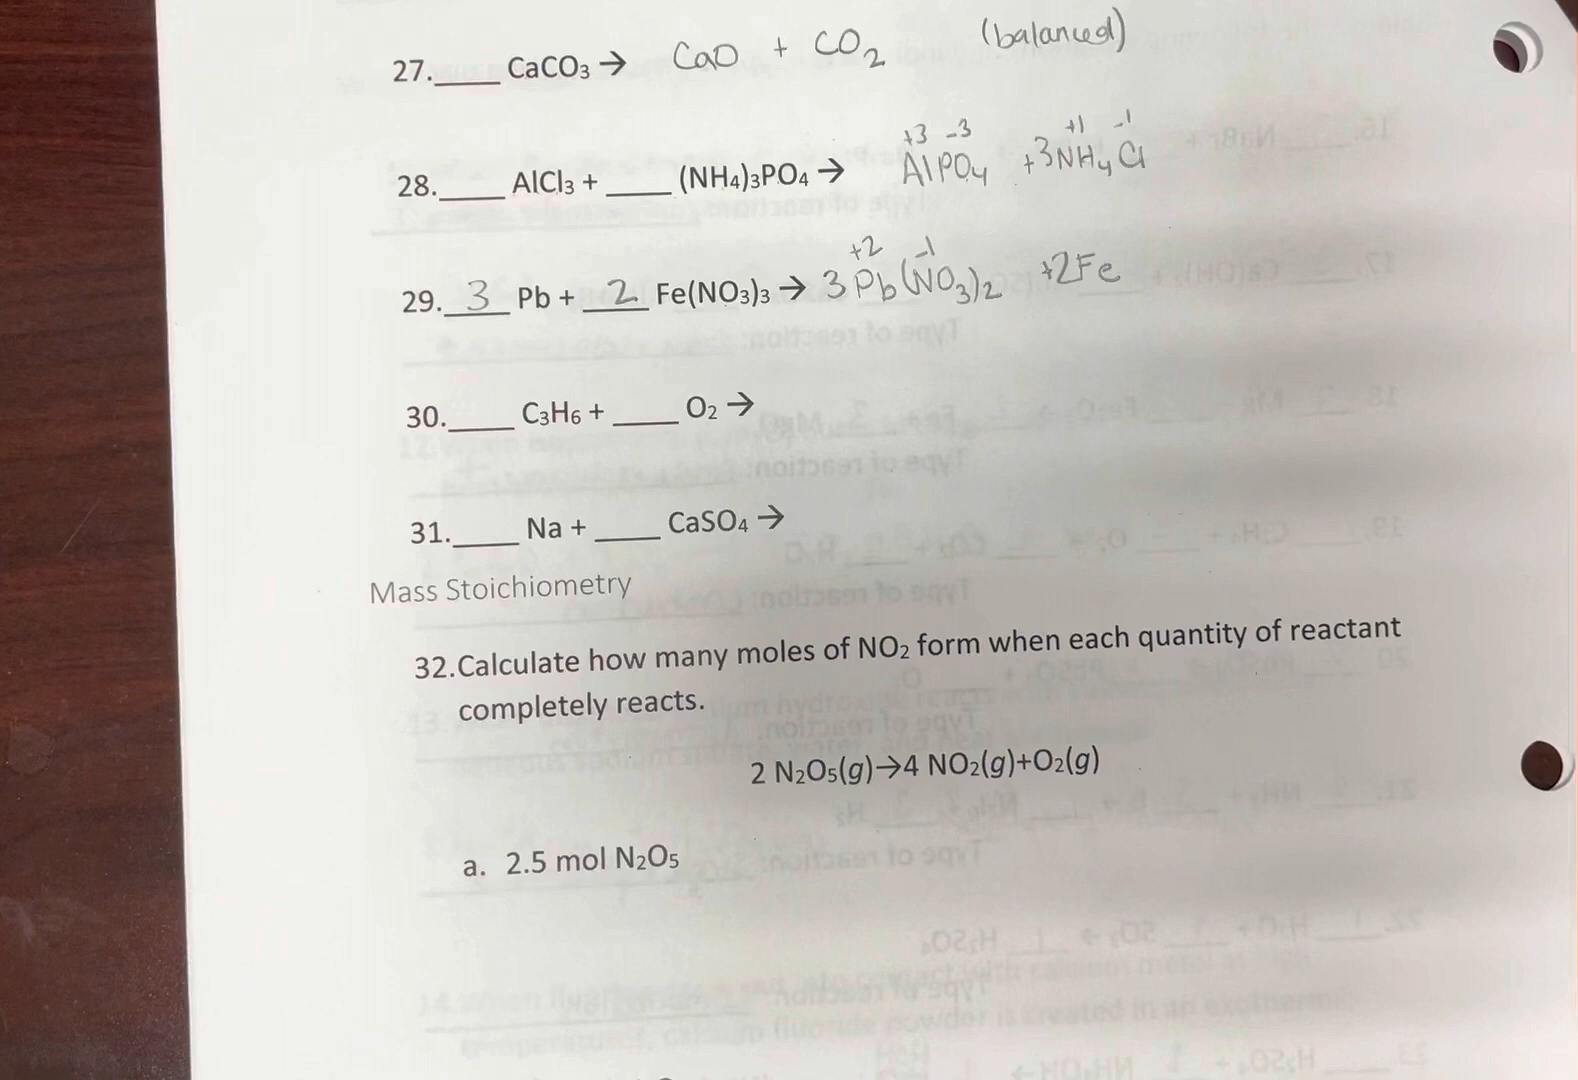 27.____ CaCO₃ → CaO + CO₂ (balanced)
+3 -3 +1 -1
28.____ AlCl₃ + ____ (NH₄)₃PO₄ → AlPO₄ +3NH₄Cl
+2 -1
29. 3 Pb + 2 Fe(NO₃)₃ → 3 Pb(NO₃)₂ +2Fe
30.____ C₃H₆ + ____ O₂ →
31.____ Na + ____ CaSO₄ →
Mass Stoichiometry
32.Calculate how many moles of NO₂ form when each quantity of reactant
completely reacts.
2 N₂O₅(g)→4 NO₂(g)+O₂(g)
a. 2.5 mol N₂O₅